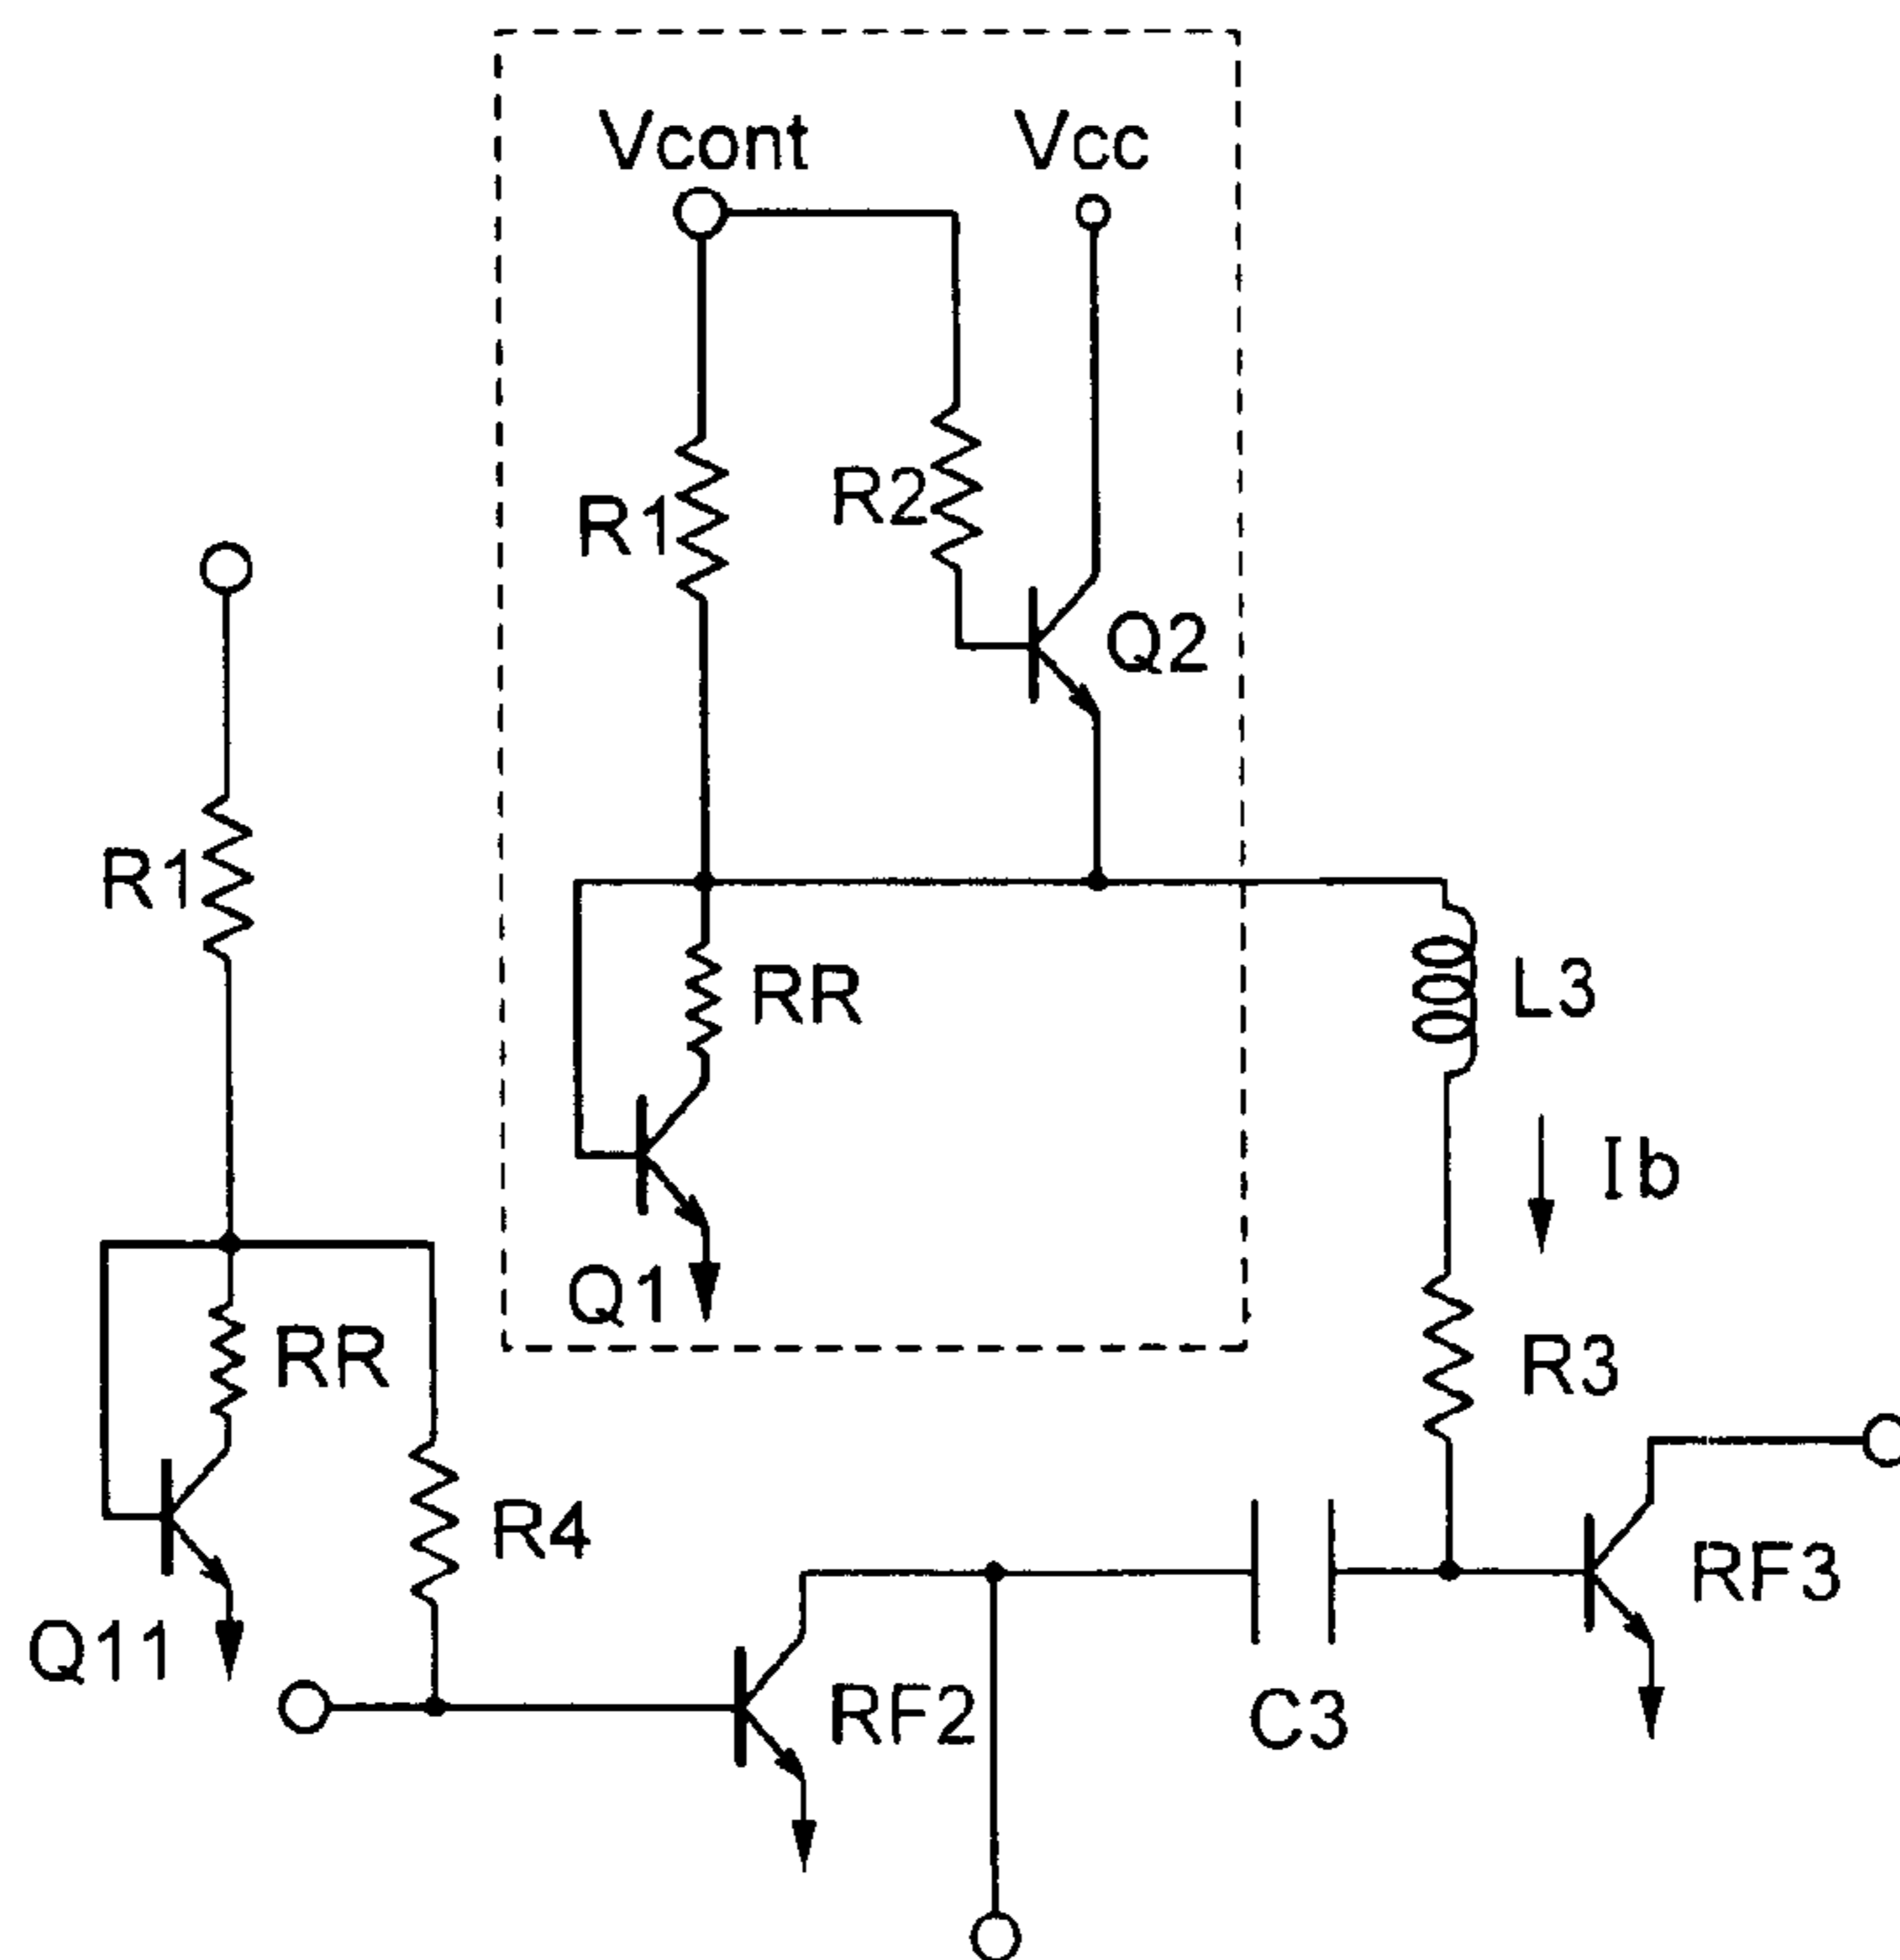 Vcont Vcc
R1 R2
Q2
R1
RR L3
Ib
Q1
RR R3
R4
RF3
Q11
RF2 C3